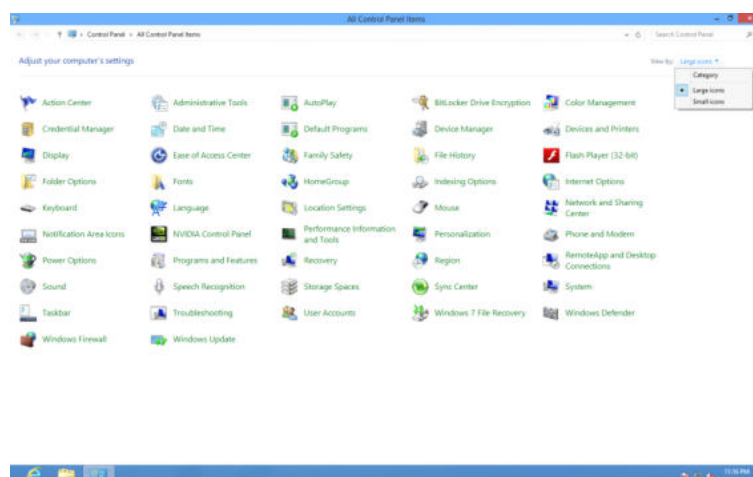 All Control Panel Items
Control Panel All Control Panel Items
Search Control Panel
Adjust your computer's settings
View by: Large icons
Category
Large icons
Small icons
Action Center Administrative Tools AutoPlay BitLocker Drive Encryption Color Management
Credential Manager Date and Time Default Programs Device Manager Devices and Printers
Display Ease of Access Center Family Safety File History Flash Player (32-bit)
Folder Options Fonts HomeGroup Indexing Options Internet Options
Keyboard Language Location Settings Mouse Network and Sharing Center
Notification Area Icons NVIDIA Control Panel Performance Information and Tools Personalization Phone and Modem
Power Options Programs and Features Recovery Region RemoteApp and Desktop Connections
Sound Speech Recognition Storage Spaces Sync Center System
Taskbar Troubleshooting User Accounts Windows 7 File Recovery Windows Defender
Windows Firewall Windows Update
11:16 PM